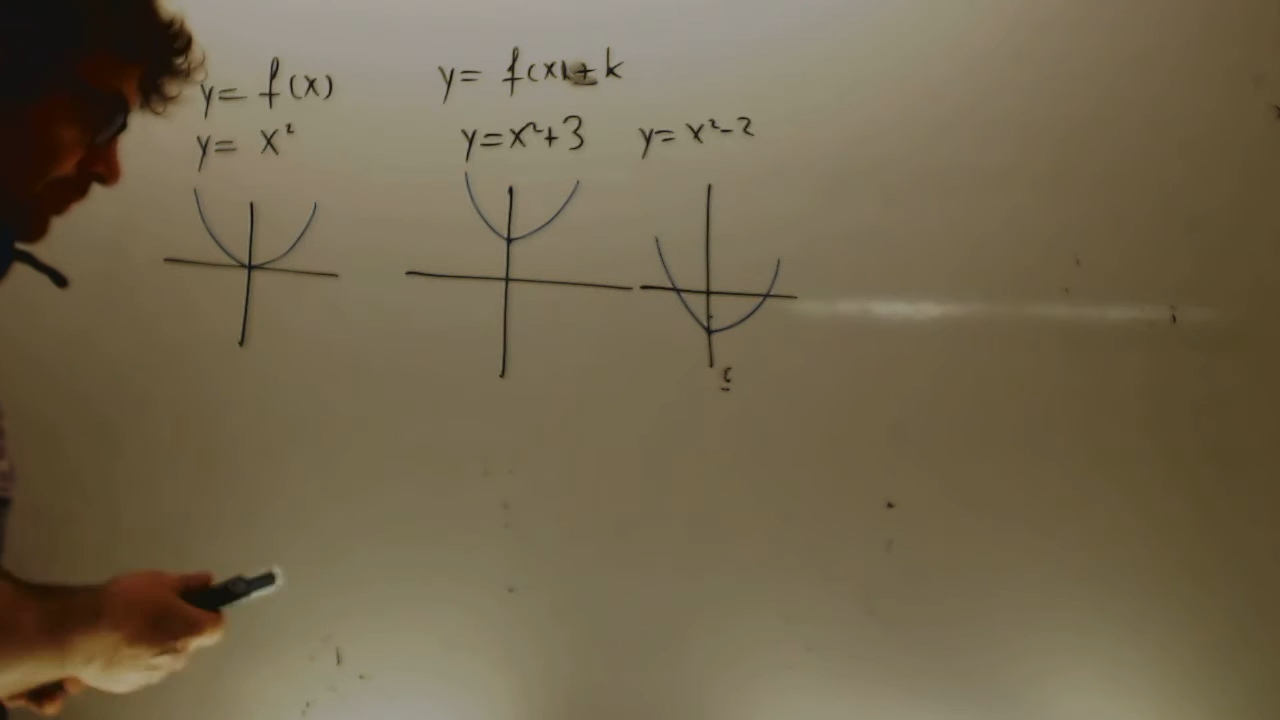 y = f(x)
y = x²
y = f(x)+k
y=x²+3
y=x²-2